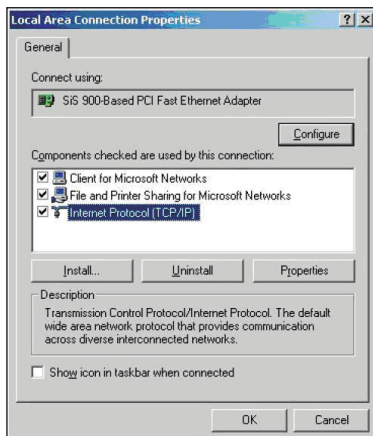 Local Area Connection Properties
General
Connect using:
SiS 900-Based PCI Fast Ethernet Adapter
Configure
Components checked are used by this connection:
Client for Microsoft Networks
File and Printer Sharing for Microsoft Networks
Internet Protocol (TCP/IP)
Install... Uninstall Properties
Description
Transmission Control Protocol/Internet Protocol. The default
wide area network protocol that provides communication
across diverse interconnected networks.
Show icon in taskbar when connected
OK Cancel